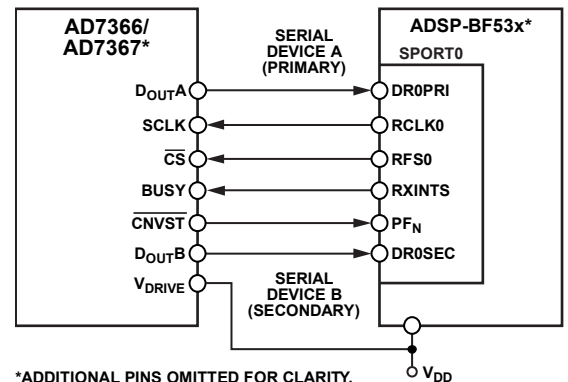 AD7366/
AD7367*
ADSP-BF53x*
SERIAL
DEVICE A
(PRIMARY)
SPORT0
DOUTA
DR0PRI
SCLK
RCLK0
CS
RFS0
BUSY
RXINTS
CNVST
PFN
DOUTB
DR0SEC
VDRIVE
SERIAL
DEVICE B
(SECONDARY)
VDD
*ADDITIONAL PINS OMITTED FOR CLARITY.